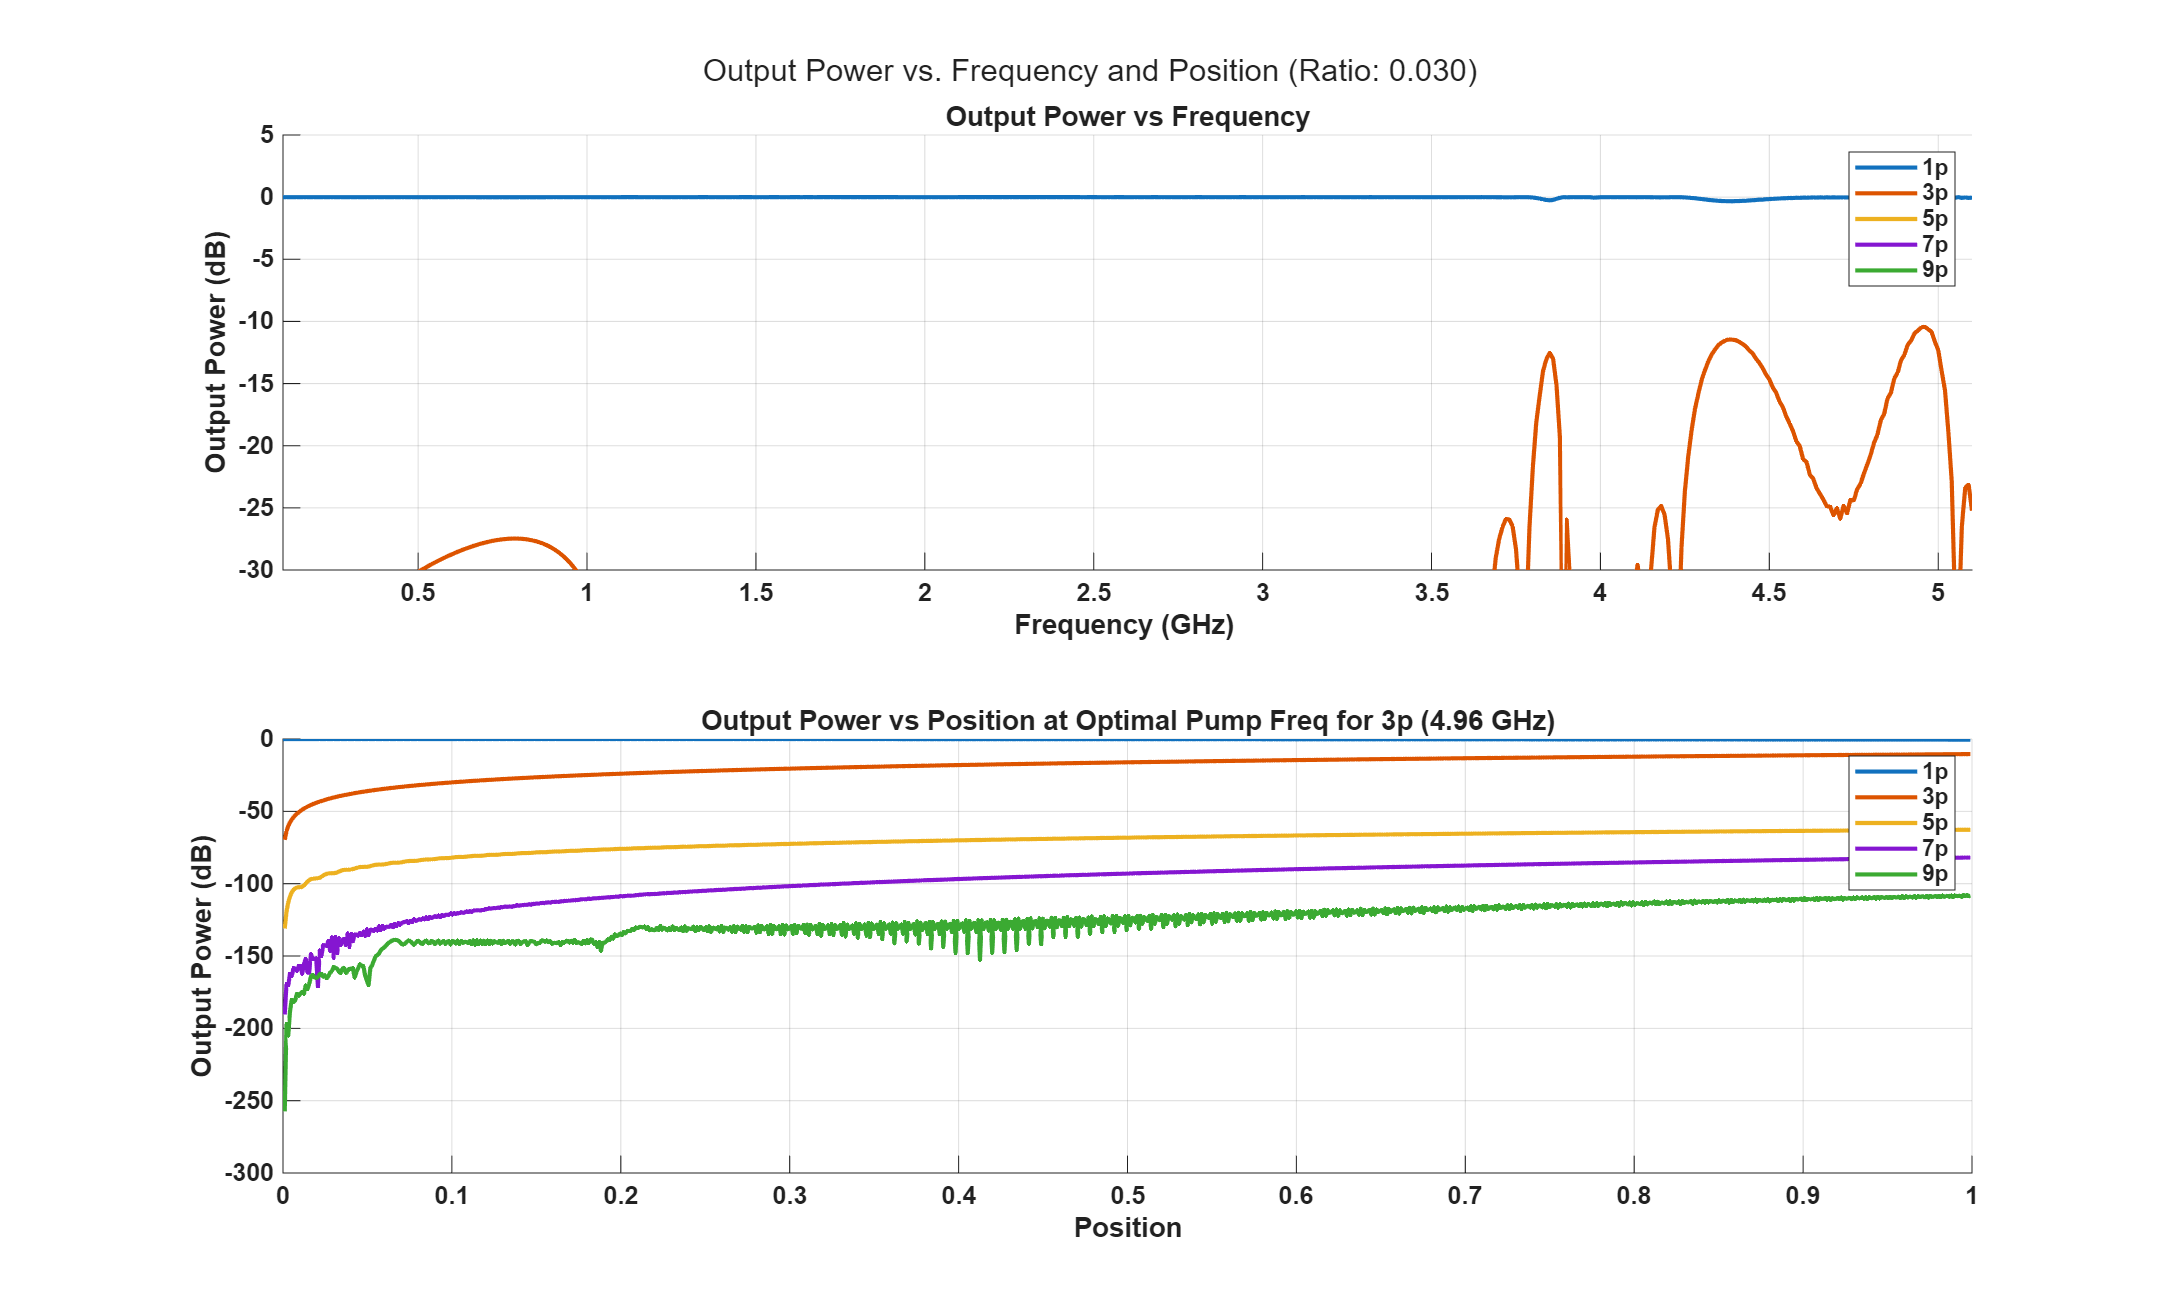 Output Power vs. Frequency and Position (Ratio: 0.030)
Output Power vs Frequency
5
0
-5
-10
-15
-20
-25
-30
Output Power (dB)
1p
3p
5p
7p
9p
0.5 1 1.5 2 2.5 3 3.5 4 4.5 5
Frequency (GHz)
Output Power vs Position at Optimal Pump Freq for 3p (4.96 GHz)
0
-50
-100
-150
-200
-250
-300
Output Power (dB)
1p
3p
5p
7p
9p
0 0.1 0.2 0.3 0.4 0.5 0.6 0.7 0.8 0.9 1
Position